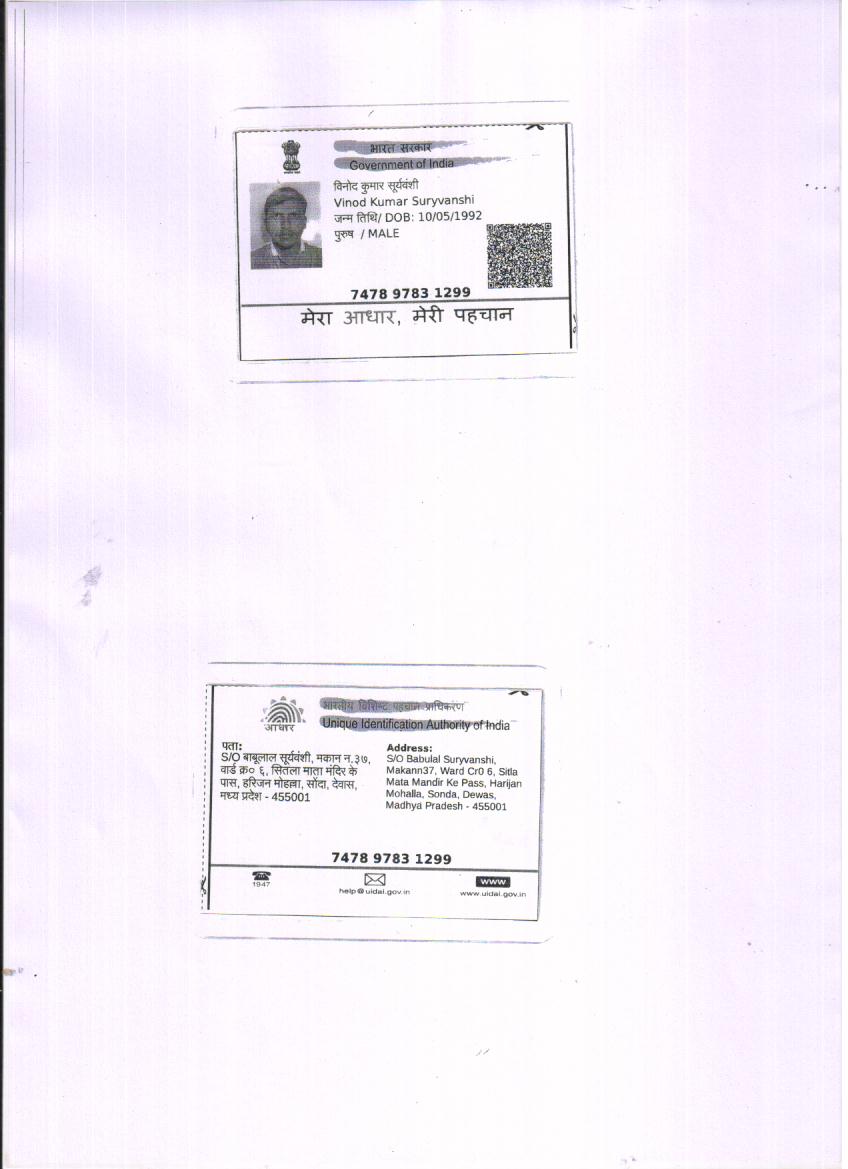 भारत सरकार
Government of India
विनोद कुमार सूर्यवंशी
Vinod Kumar Suryvanshi
जन्म तिथि/ DOB: 10/05/1992
पुरुष / MALE
7478 9783 1299
मेरा आधार, मेरी पहचान
भारतीय विशिष्ट पहचान प्राधिकरण
Unique Identification Authority of India
आधार
पता:
S/O बाबूलाल सूर्यवंशी, मकान न.३७,
वार्ड क्र० ६, सितला माता मंदिर के
पास, हरिजन मोहल्ला, सोंदा, देवास,
मध्य प्रदेश - 455001
Address:
S/O Babulal Suryvanshi,
Makann37, Ward Cr0 6, Sitla
Mata Mandir Ke Pass, Harijan
Mohalla, Sonda, Dewas,
Madhya Pradesh - 455001
7478 9783 1299
1947
help@uidai.gov.in
www
www.uidai.gov.in